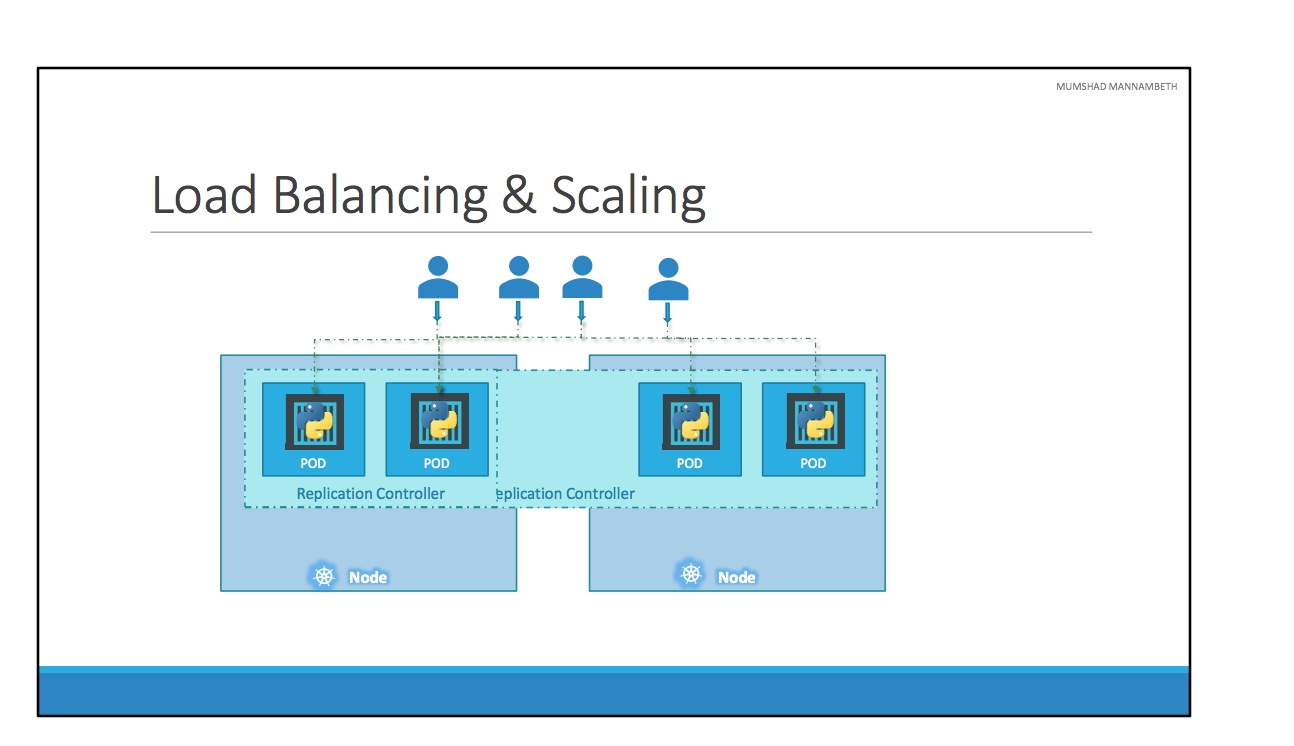 MUMSHAD MANNAMBETH
Load Balancing & Scaling
POD
POD
POD
POD
Replication Controller
eplication Controller
Node
Node